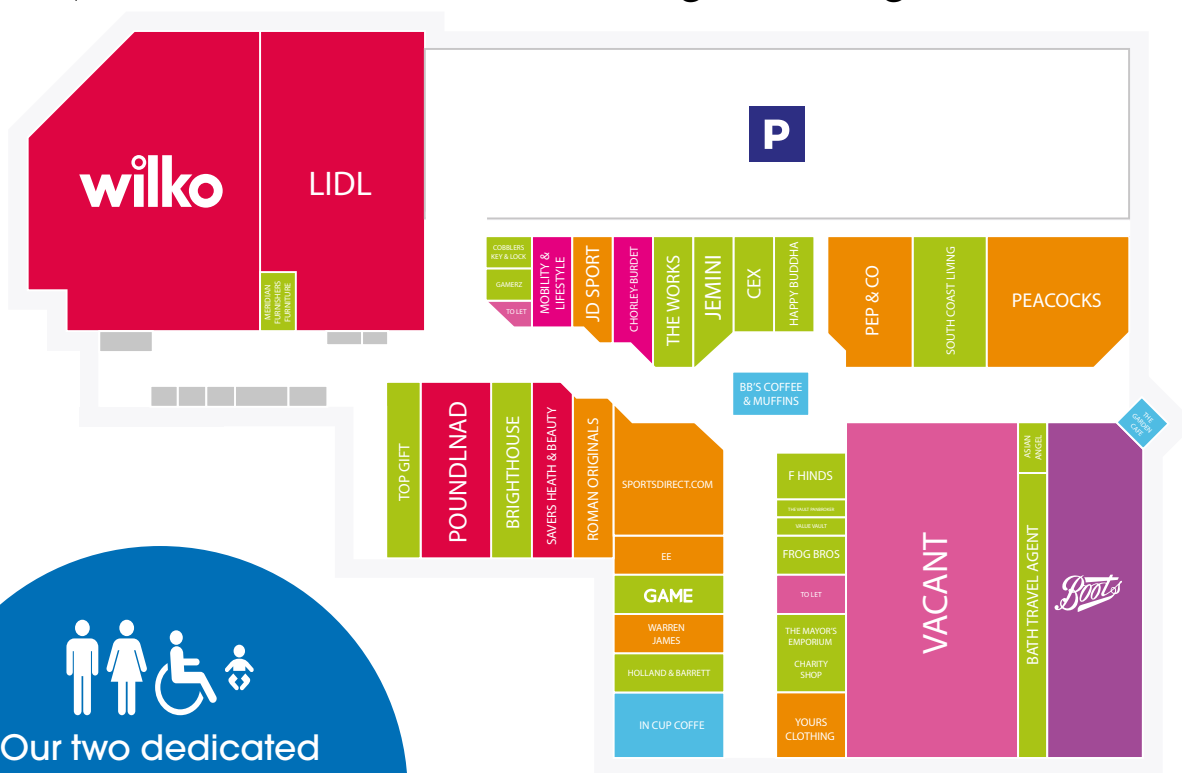 wilko
LIDL
MERIDIAN
FURNISHERS
FURNITURE
P
COBBLERS
KEY & LOCK
GAMERZ
TO LET
MOBILITY &
LIFESTYLE
JD SPORT
CHORLEY-BURDET
THE WORKS
JEMINI
CEX
HAPPY BUDDHA
PEP & CO
SOUTH COAST LIVING
PEACOCKS
BB'S COFFEE
& MUFFINS
THE
GARDEN
CAFE
TOP GIFT
POUNDLNAD
BRIGHTHOUSE
SAVERS HEATH & BEAUTY
ROMAN ORIGINALS
SPORTSDIRECT.COM
EE
GAME
WARREN
JAMES
HOLLAND & BARRETT
IN CUP COFFE
F HINDS
THE VAULT PAWNBROKER
VALUE VAULT
FROG BROS
TO LET
THE MAYOR'S
EMPORIUM
CHARITY
SHOP
YOURS
CLOTHING
VACANT
ASIAN
ANGEL
BATH TRAVEL AGENT
Boots
Our two dedicated